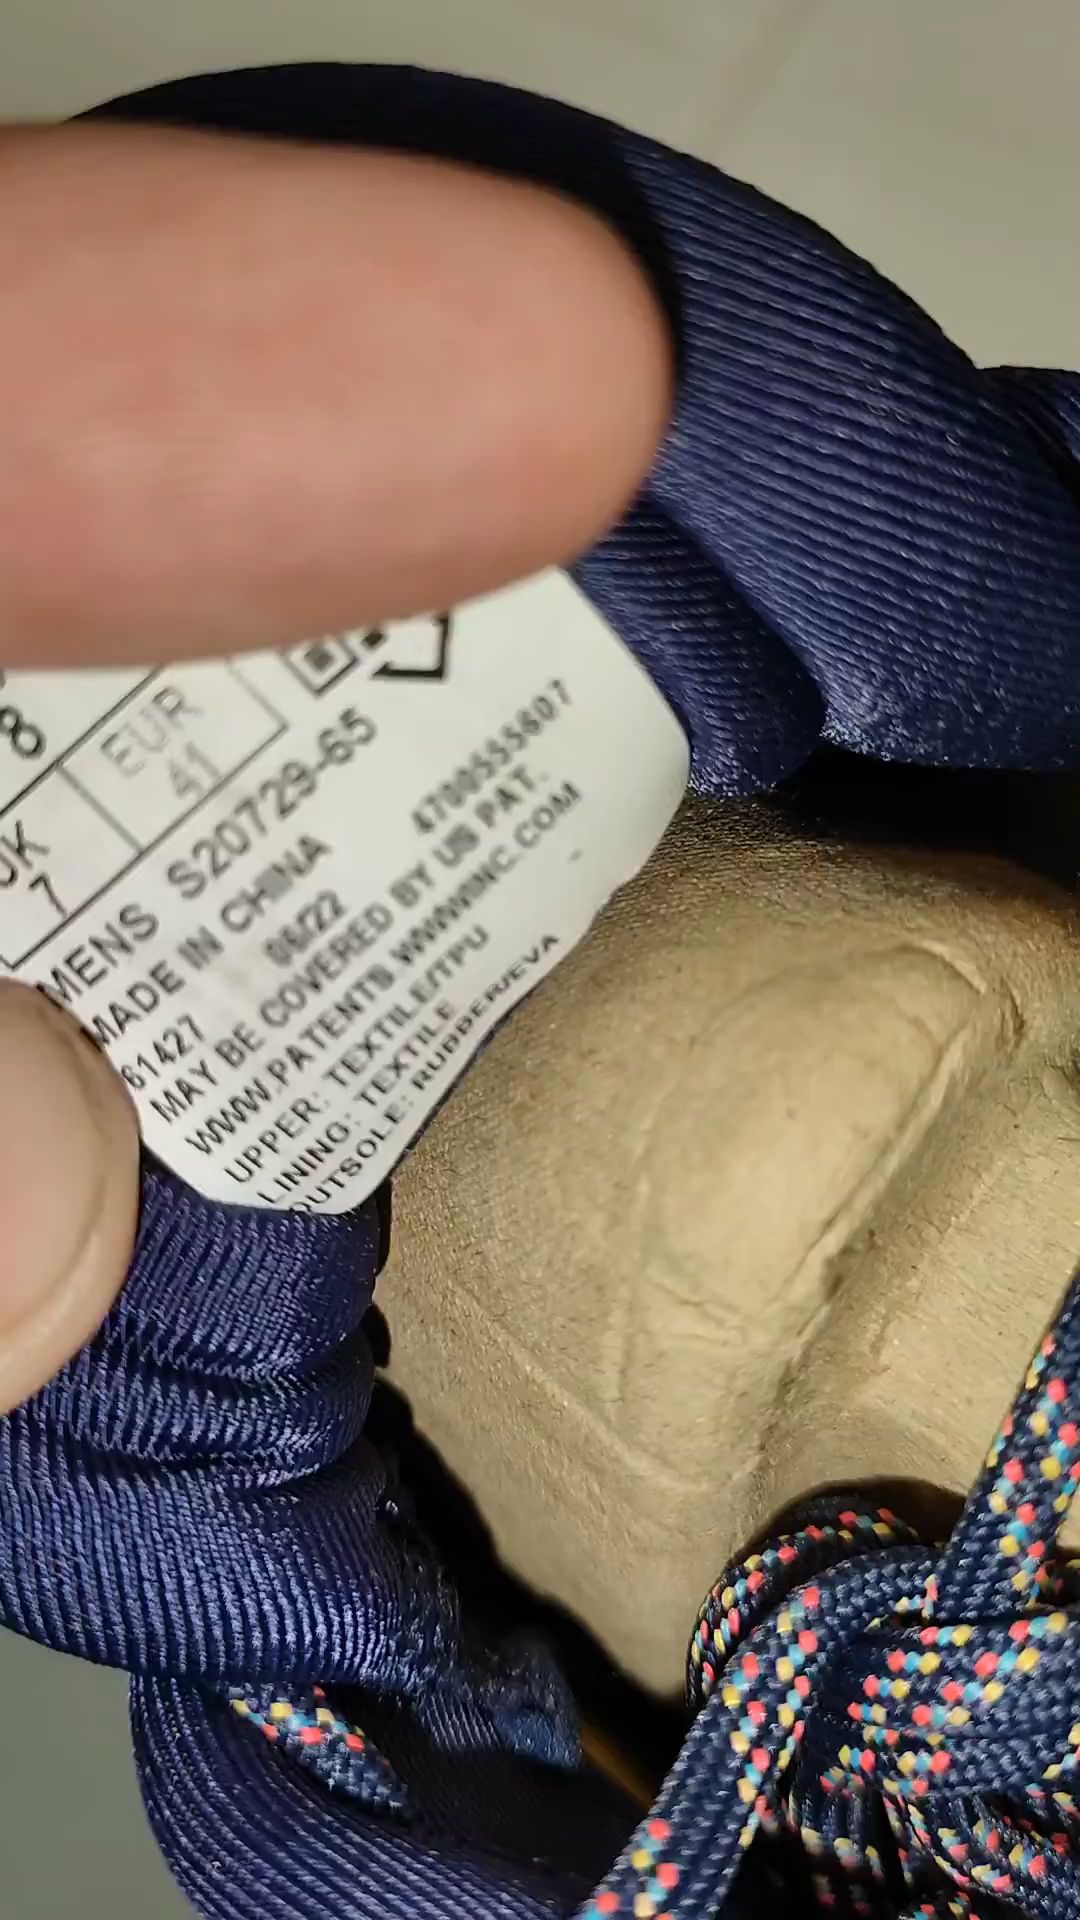 8
EUR
41
UK
7
MENS S20729-65
MADE IN CHINA
61427 06/22 4700555607
MAY BE COVERED BY US PAT.
WWW.PATENTS.WWWINC.COM
UPPER: TEXTILE/TPU
LINING: TEXTILE
OUTSOLE: RUBBER/EVA